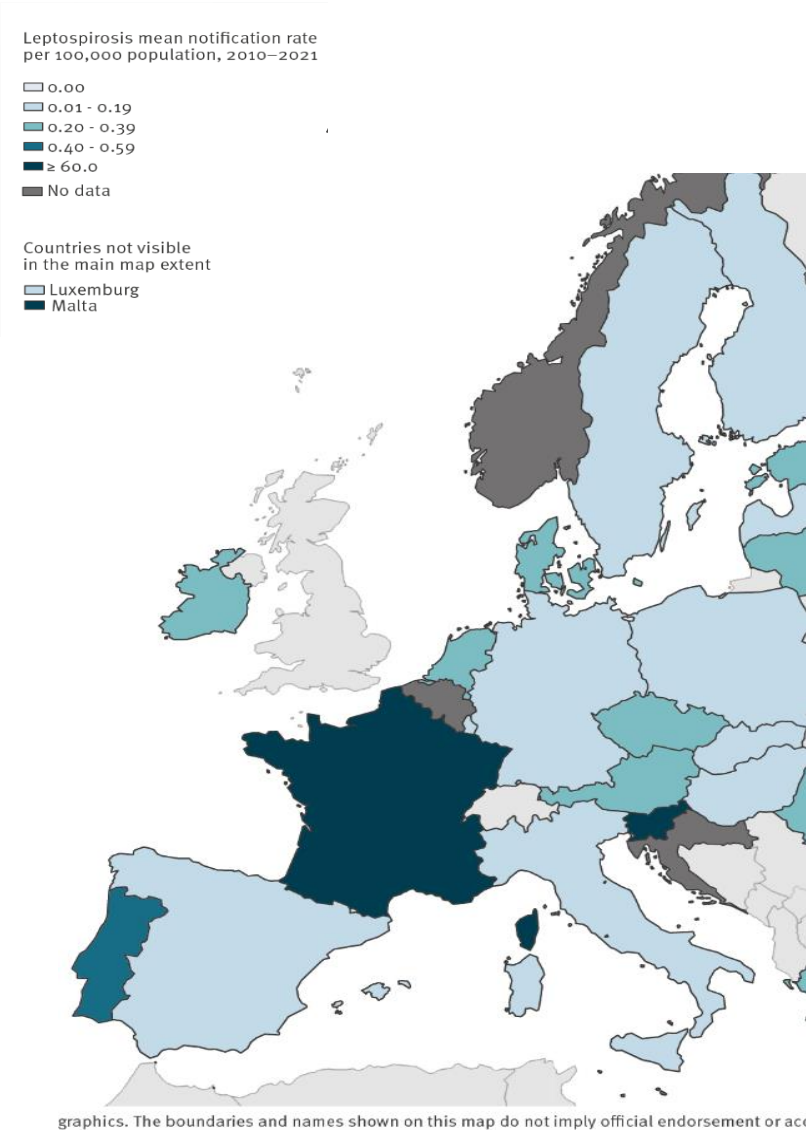 Leptospirosis mean notification rate
per 100,000 population, 2010–2021
0.00
0.01 - 0.19
0.20 - 0.39
0.40 - 0.59
≥ 60.0
No data
Countries not visible
in the main map extent
Luxemburg
Malta
graphics. The boundaries and names shown on this map do not imply official endorsement or acc